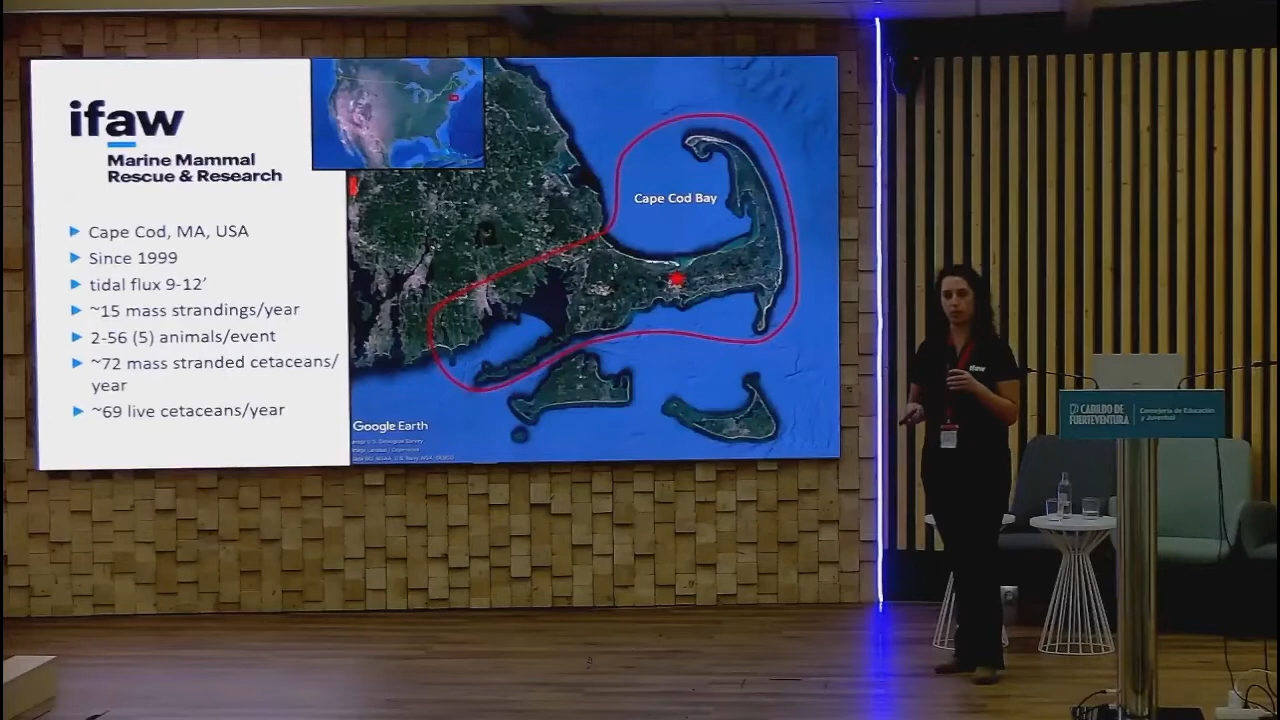 ifaw
Marine Mammal
Rescue & Research
Cape Cod, MA, USA
Since 1999
tidal flux 9-12’
~15 mass strandings/year
2-56 (5) animals/event
~72 mass stranded cetaceans/
year
~69 live cetaceans/year
Cape Cod Bay
Google Earth
ifaw
CABILDO DE
FUERTEVENTURA
Consejería de Educación
y Juventud